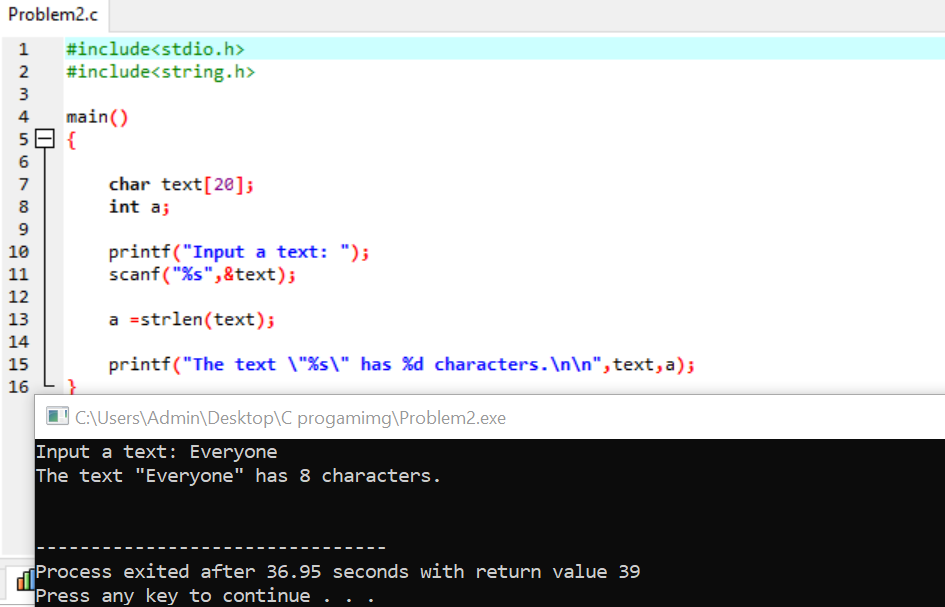 Problem2.c
1 #include<stdio.h>
2 #include<string.h>
3
4 main()
5 {
6
7 char text[20];
8 int a;
9
10 printf("Input a text: ");
11 scanf("%s",&text);
12
13 a =strlen(text);
14
15 printf("The text \"%s\" has %d characters.\n\n",text,a);
16 }
C:\Users\Admin\Desktop\C progamimg\Problem2.exe
Input a text: Everyone
The text "Everyone" has 8 characters.
--------------------------------
Process exited after 36.95 seconds with return value 39
Press any key to continue . . .